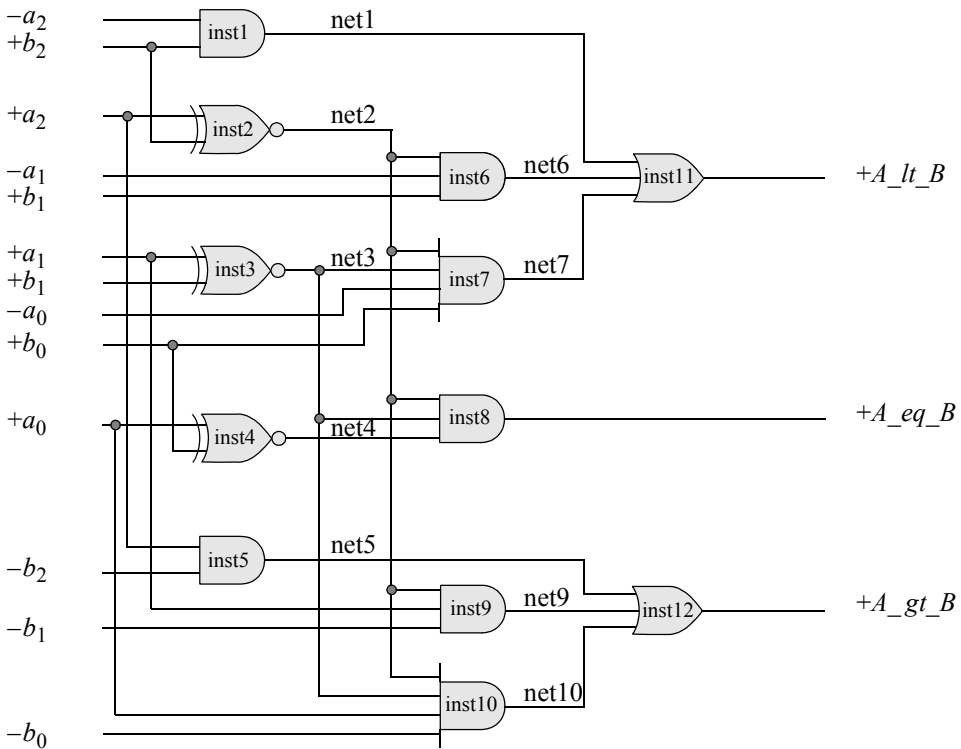 −a2 net1
+b2 inst1
+a2 net2
inst2
−a1 net6 +A_lt_B
+b1 inst6 inst11
+a1 net3 net7
+b1 inst3 inst7
−a0
+b0
+a0 net4 +A_eq_B
inst4 inst8
net5
−b2 inst5
net9 +A_gt_B
−b1 inst9 inst12
net10
−b0 inst10